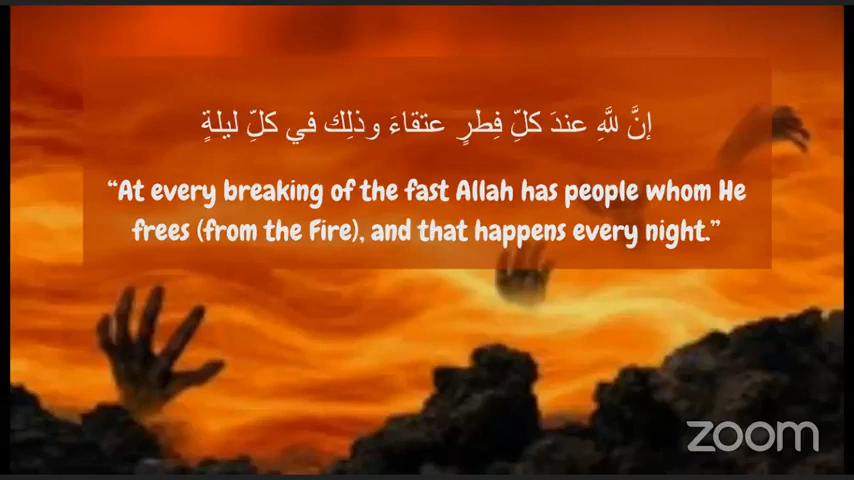 إنَّ للَّهِ عندَ كلِّ فِطرٍ عتقاءَ وذلِك في كلِّ ليلةٍ
“At every breaking of the fast Allah has people whom He
frees (from the Fire), and that happens every night.”
zoom